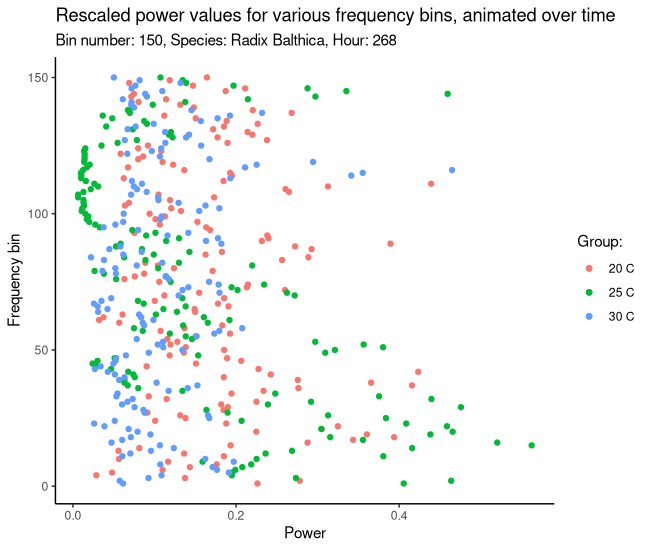 Rescaled power values for various frequency bins, animated over time
Bin number: 150, Species: Radix Balthica, Hour: 268
150
100
50
0
Frequency bin
0.0
0.2
0.4
Power
Group:
20 C
25 C
30 C